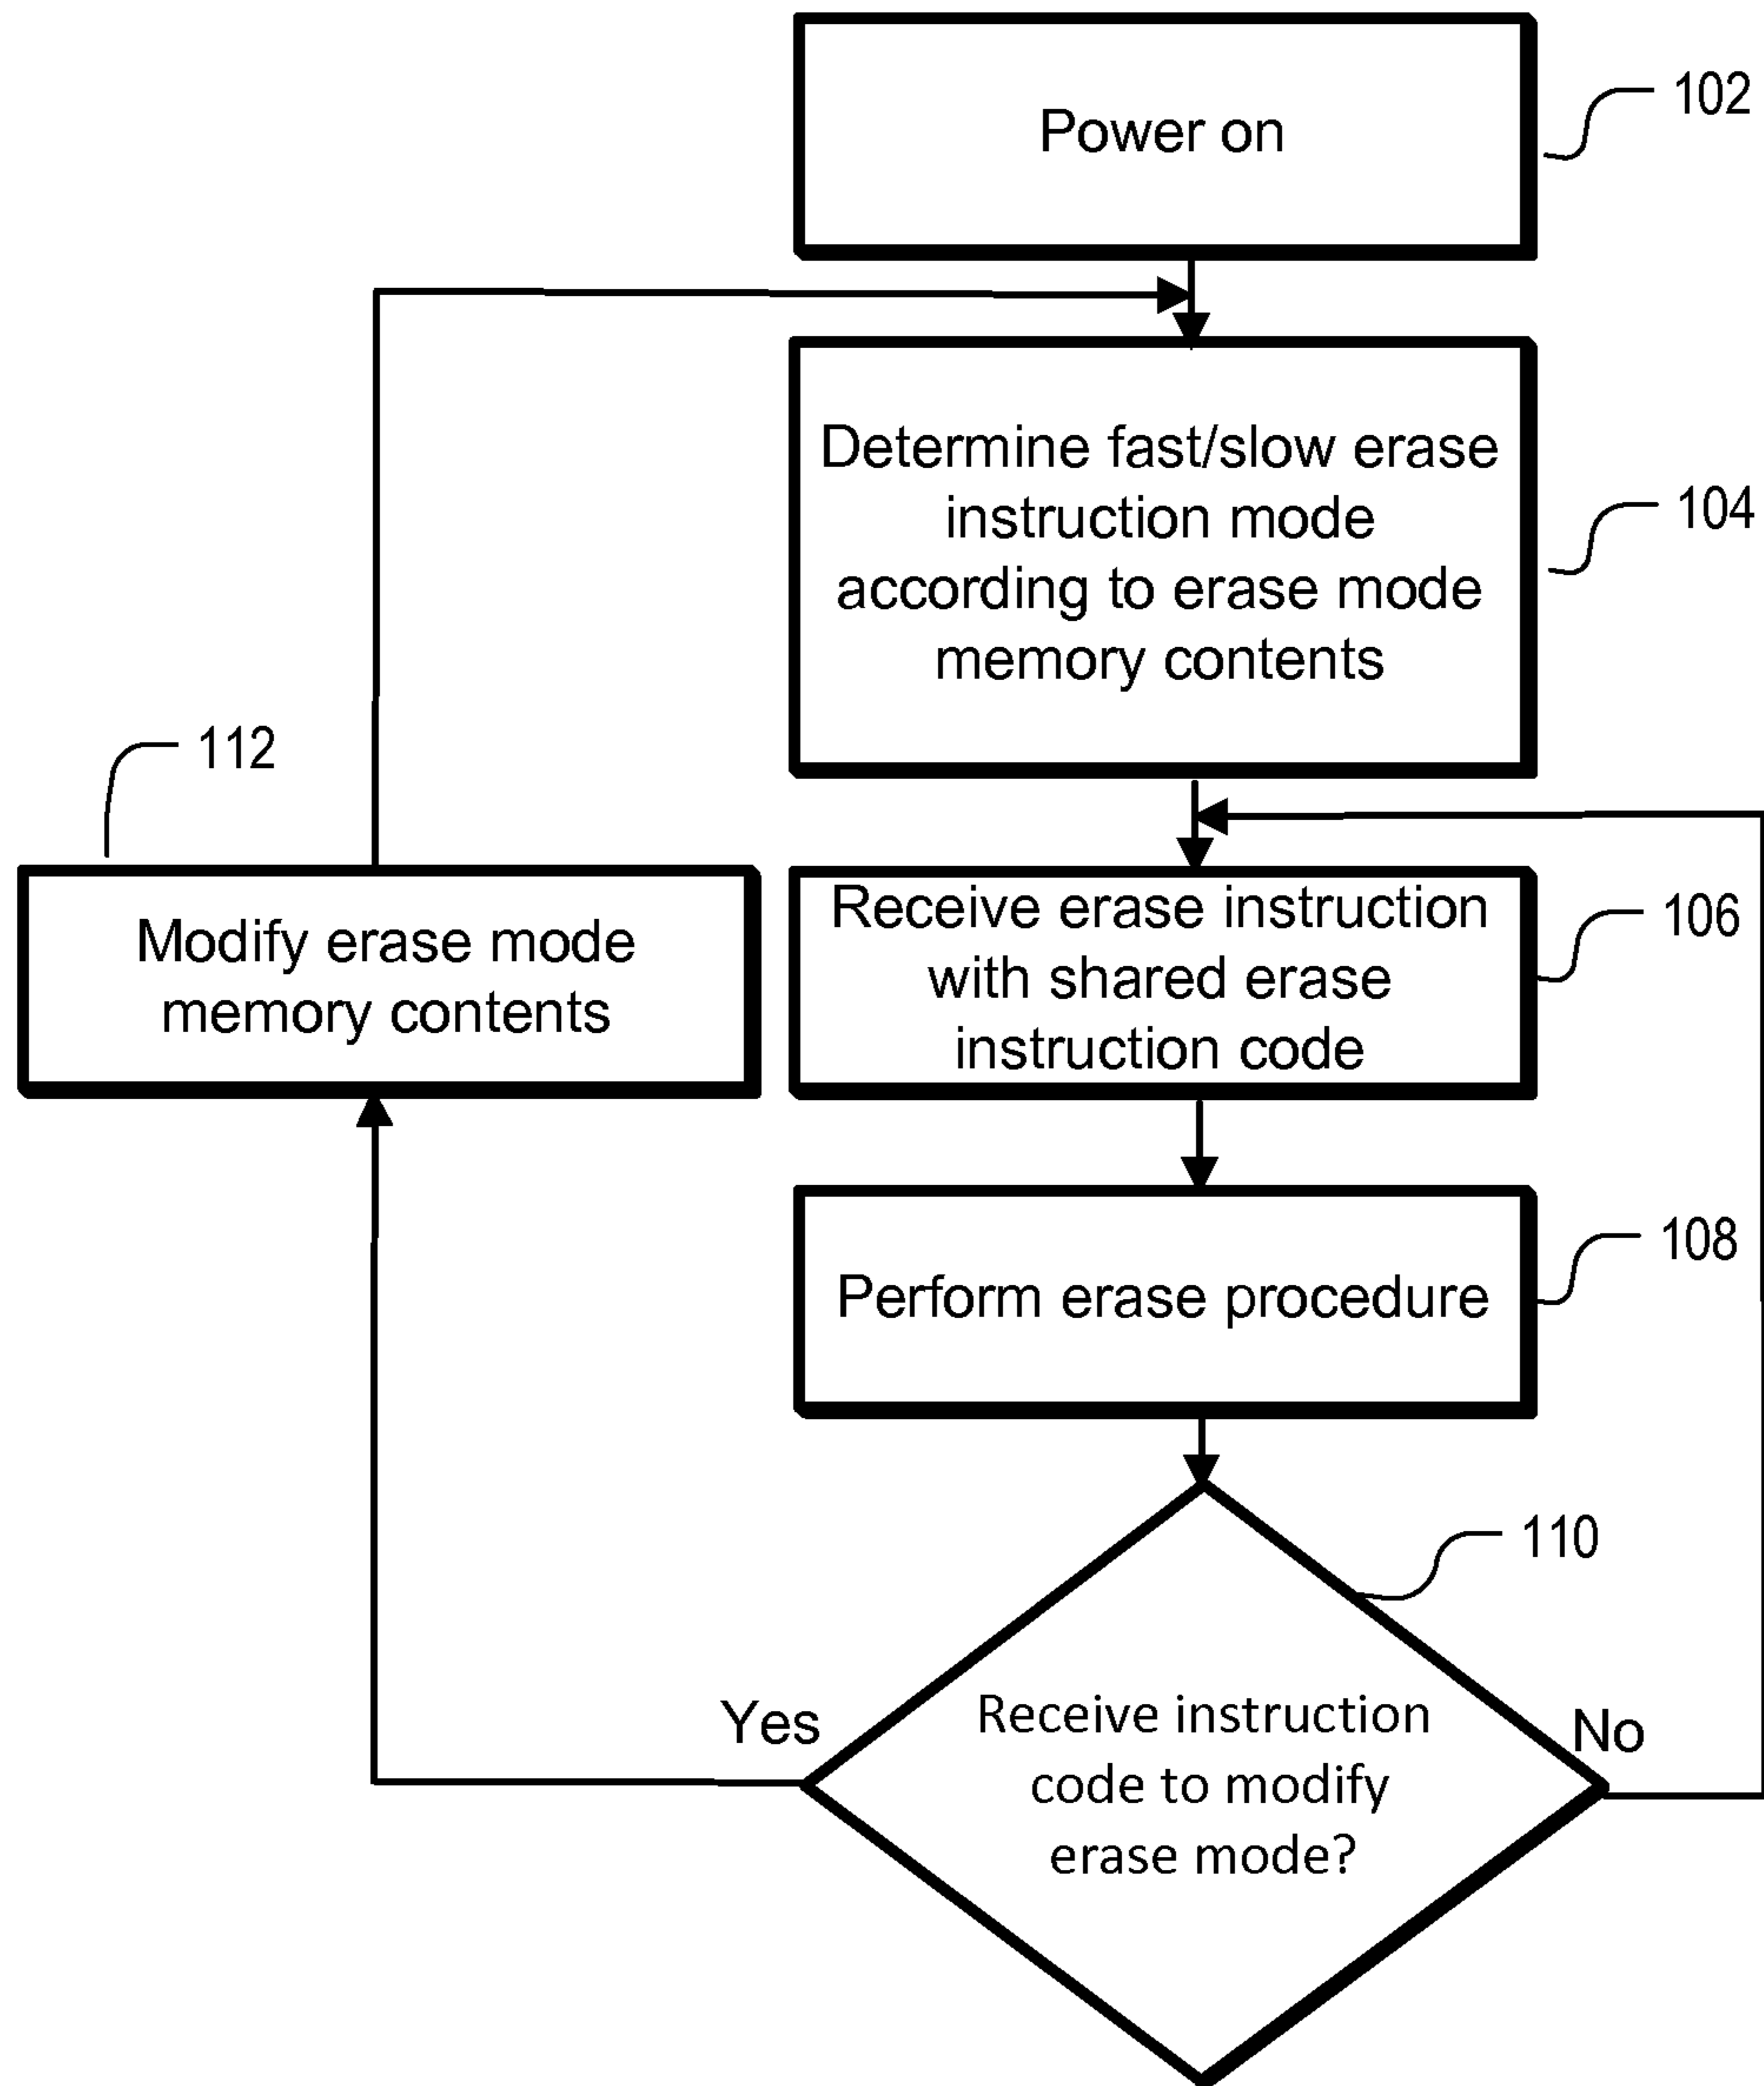 Power on
102
Determine fast/slow erase
instruction mode
according to erase mode
memory contents
104
112
Modify erase mode
memory contents
Receive erase instruction
with shared erase
instruction code
106
Perform erase procedure
108
110
Yes
Receive instruction
code to modify
erase mode?
No